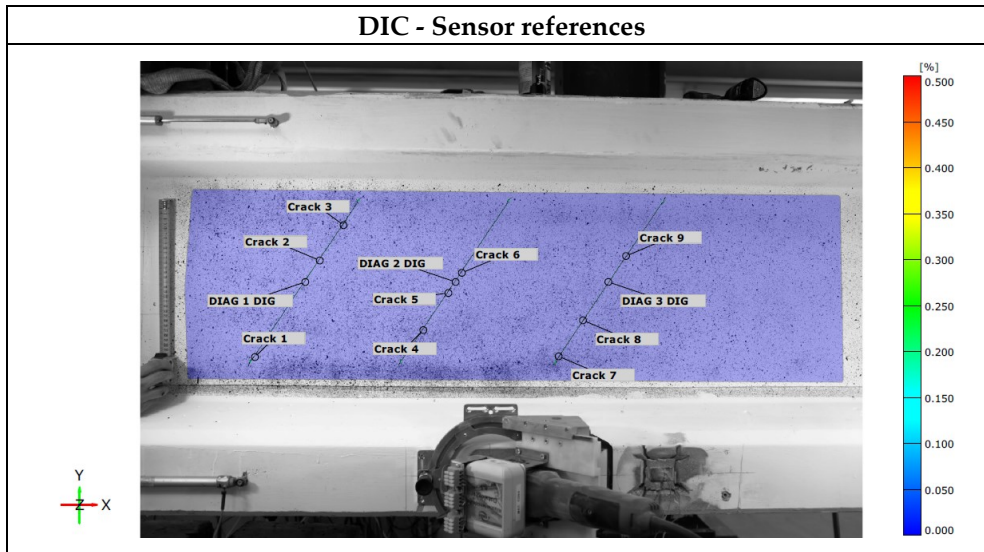 DIC - Sensor references
[%]
0.500
0.450
0.400
0.350
0.300
0.250
0.200
0.150
0.100
0.050
0.000
Crack 3
Crack 2
DIAG 1 DIG
Crack 1
Crack 6
DIAG 2 DIG
Crack 5
Crack 4
Crack 9
DIAG 3 DIG
Crack 8
Crack 7
Y
Z
X